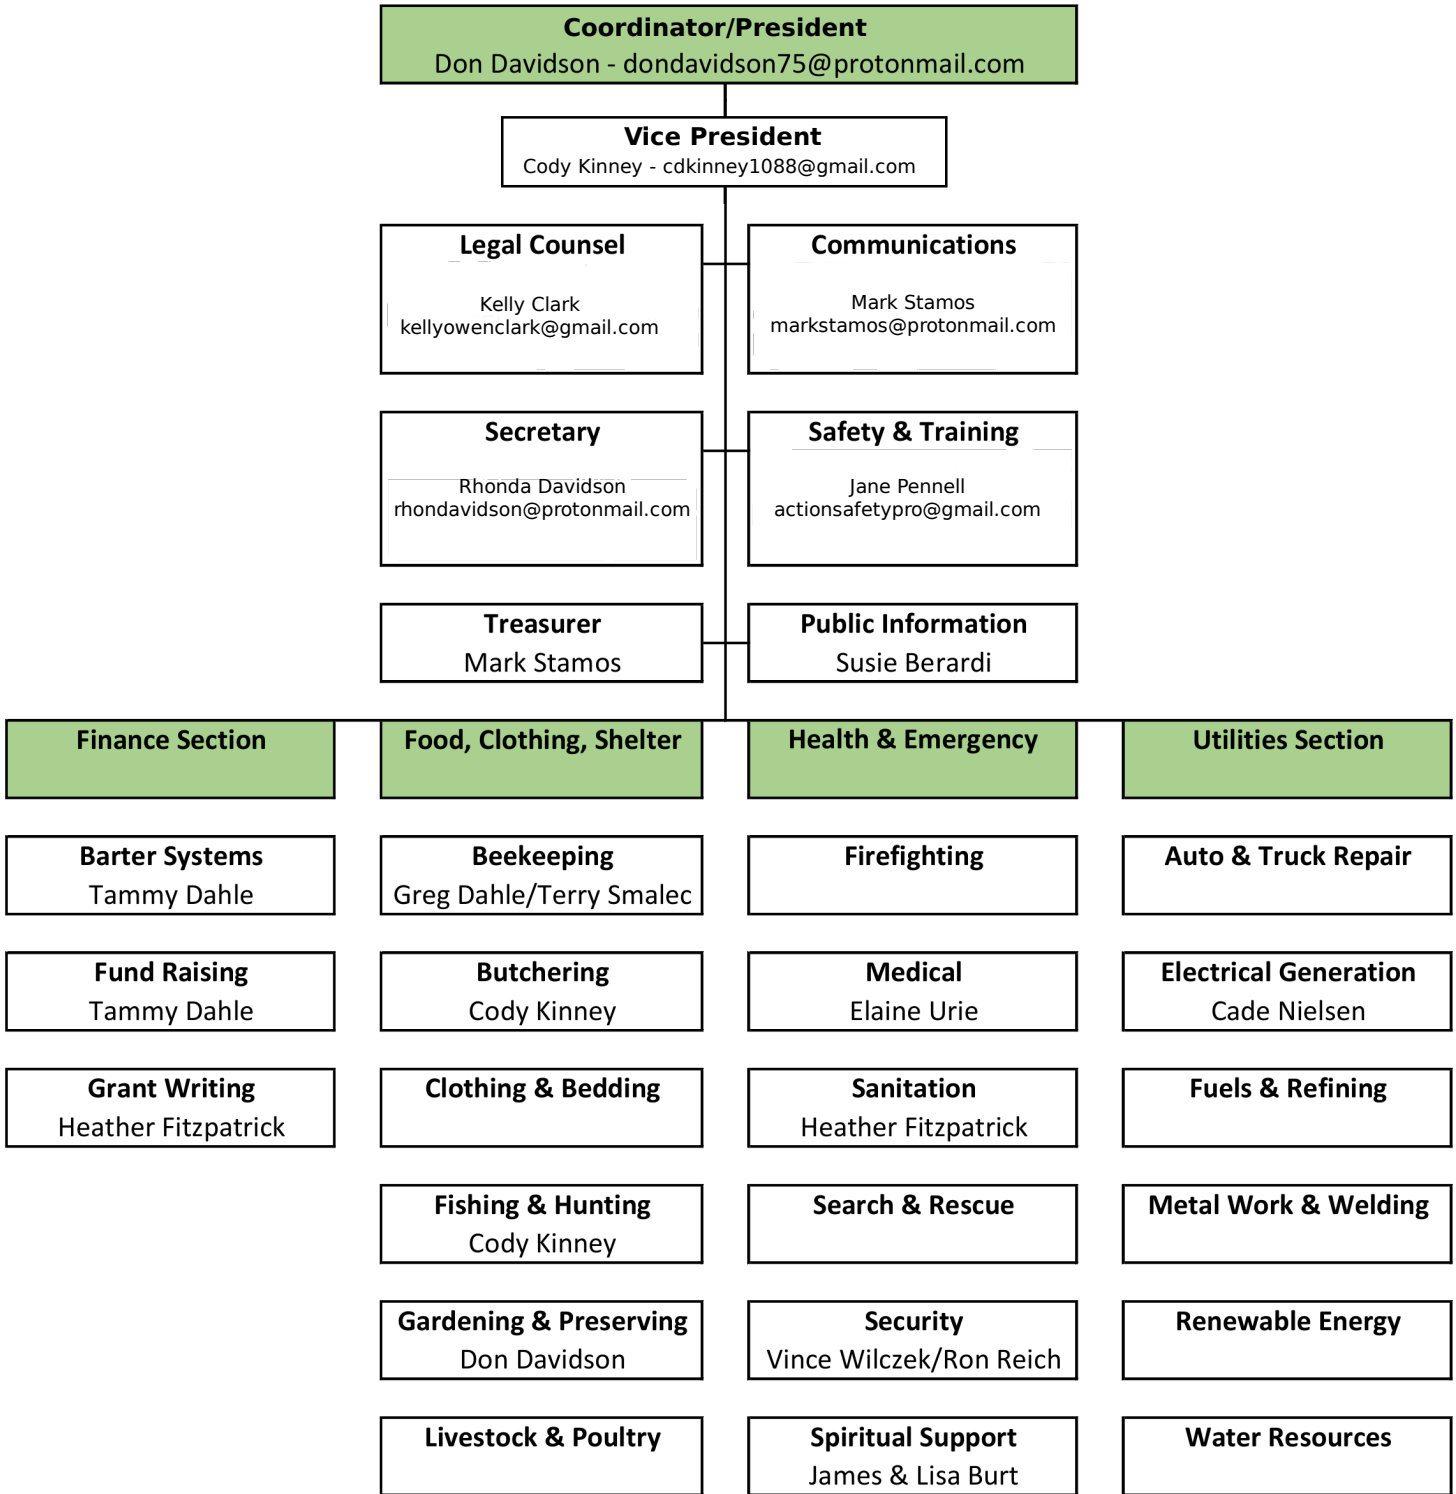 Coordinator/President
Don Davidson - dondavidson75@protonmail.com
Vice President
Cody Kinney - cdkinney1088@gmail.com
Legal Counsel
Kelly Clark
kellyowenclark@gmail.com
Communications
Mark Stamos
markstamos@protonmail.com
Secretary
Rhonda Davidson
rhondavidson@protonmail.com
Safety & Training
Jane Pennell
actionsafetypro@gmail.com
Treasurer
Mark Stamos
Public Information
Susie Berardi
Finance Section
Food, Clothing, Shelter
Health & Emergency
Utilities Section
Barter Systems
Tammy Dahle
Beekeeping
Greg Dahle/Terry Smalec
Firefighting
Auto & Truck Repair
Fund Raising
Tammy Dahle
Butchering
Cody Kinney
Medical
Elaine Urie
Electrical Generation
Cade Nielsen
Grant Writing
Heather Fitzpatrick
Clothing & Bedding
Sanitation
Heather Fitzpatrick
Fuels & Refining
Fishing & Hunting
Cody Kinney
Search & Rescue
Metal Work & Welding
Gardening & Preserving
Don Davidson
Security
Vince Wilczek/Ron Reich
Renewable Energy
Livestock & Poultry
Spiritual Support
James & Lisa Burt
Water Resources